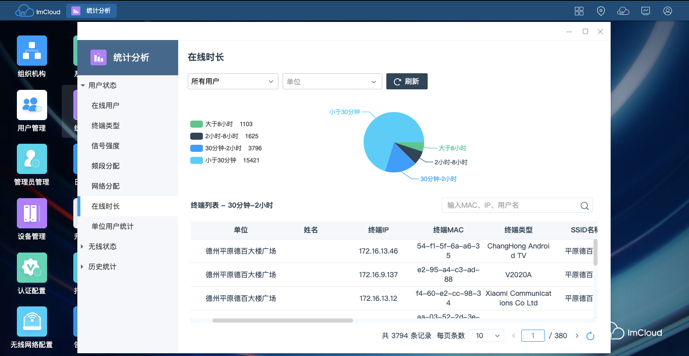 ImCloud 统计分析
组织机构
用户管理
管理员管理
设备管理
认证配置
无线网络配置
统计分析
用户状态
在线用户
终端类型
信号强度
频段分配
网络分配
在线时长
单位用户统计
无线状态
历史统计
在线时长
所有用户 单位 刷新
大于8小时 1103
2小时-8小时 1625
30分钟-2小时 3796
小于30分钟 15421
小于30分钟
大于8小时
2小时-8小时
30分钟-2小时
终端列表 - 30分钟-2小时 输入MAC、IP、用户名
单位 姓名 终端IP 终端MAC 终端类型 SSID名称
德州平原德百大楼广场 172.16.13.46 54-f1-5f-6a-a6-35 ChangHong Android TV 平原德百
德州平原德百大楼广场 172.16.9.137 e2-95-a4-c3-ad-88 V2020A 平原德百
德州平原德百大楼广场 172.16.13.12 f4-60-e2-cc-98-34 Xiaomi Communications Co Ltd 平原德百
aa-03-52-2d-3e-
共 3794 条记录 每页条数 10 1 / 380
ImCloud